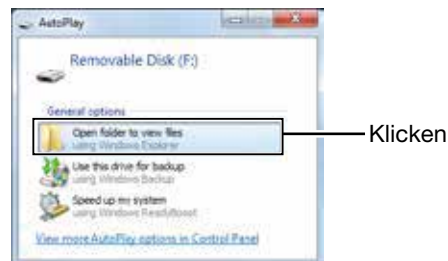 AutoPlay
Removable Disk (F:)
General options
Open folder to view files
using Windows Explorer
Klicken
Use this drive for backup
using Windows Backup
Speed up my system
using Windows ReadyBoost
View more AutoPlay options in Control Panel